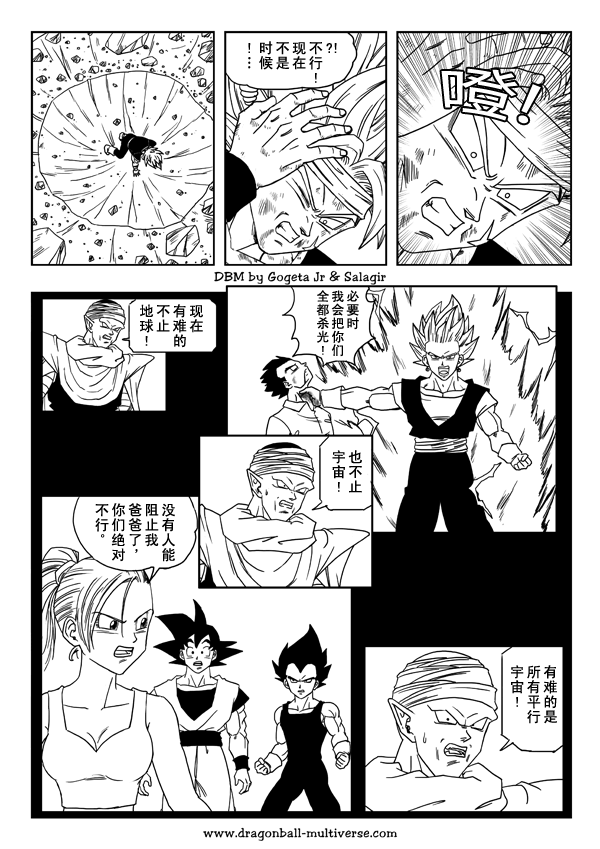 ?!
不行！
现在
不是
时候
！…
噔！
DBM by Gogeta Jr & Salagir
现在
有难的
不止
地球！
必要时
我会把你们
全都杀光！
也不止
宇宙！
没有人能
阻止我
爸爸了，
你们绝对
不行。
有难的是
所有平行
宇宙！
www.dragonball-multiverse.com